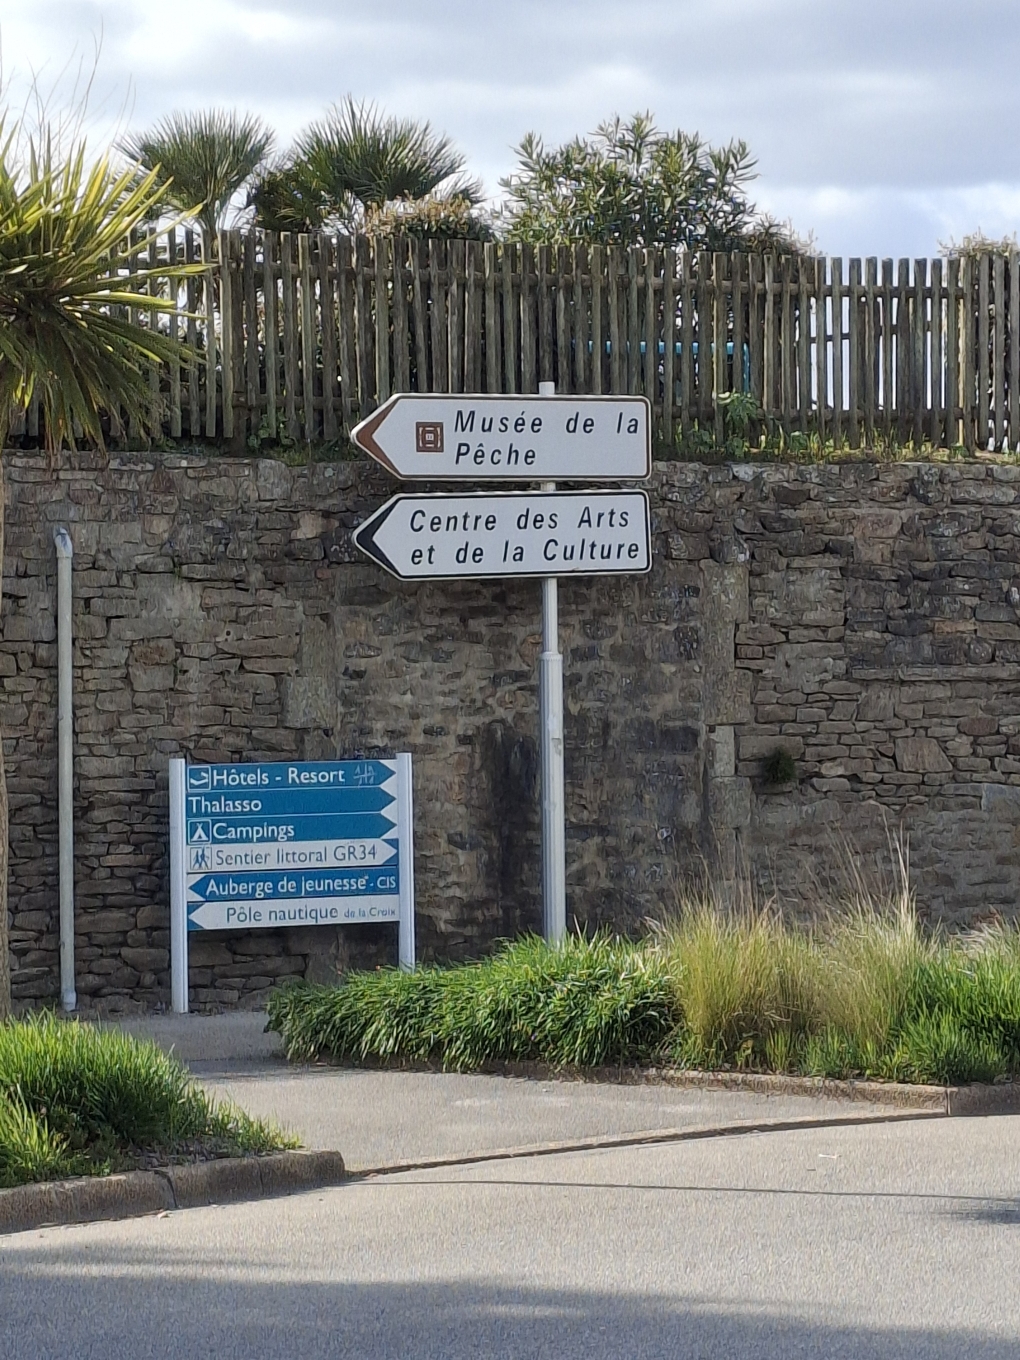 Musée de la
Pêche
Centre des Arts
et de la Culture
Hôtels - Resort
Thalasso
Campings
Sentier littoral GR34
Auberge de jeunesse - CIS
Pôle nautique de la Croix